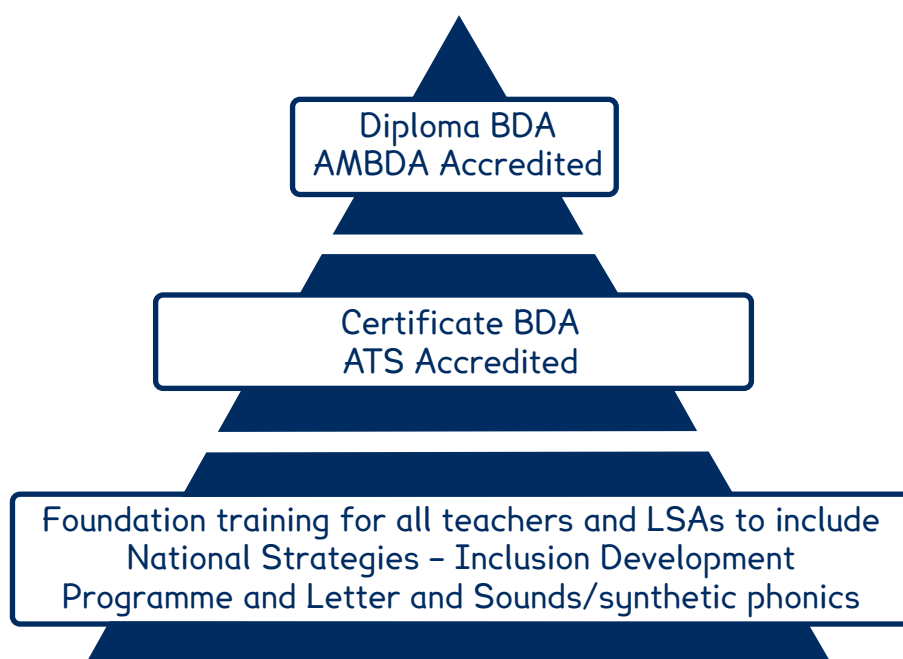 Diploma BDA
AMBDA Accredited
Certificate BDA
ATS Accredited
Foundation training for all teachers and LSAs to include
National Strategies – Inclusion Development
Programme and Letter and Sounds/synthetic phonics